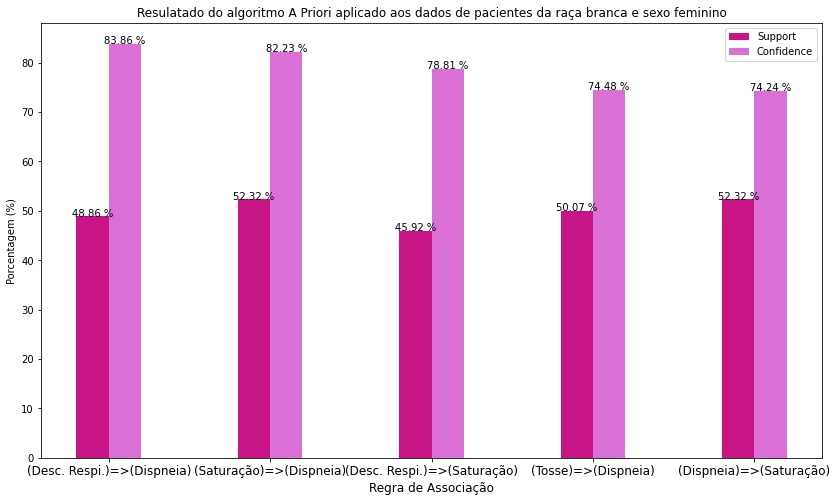 Resulatado do algoritmo A Priori aplicado aos dados de pacientes da raça branca e sexo feminino
Support
Confidence
83.86 %
82.23 %
78.81 %
74.48 %
74.24 %
48.86 %
52.32 %
45.92 %
50.07 %
52.32 %
80
70
60
50
40
30
20
10
0
Porcentagem (%)
(Desc. Respi.)=>(Dispneia)
(Saturação)=>(Dispneia)
(Desc. Respi.)=>(Saturação)
(Tosse)=>(Dispneia)
(Dispneia)=>(Saturação)
Regra de Associação